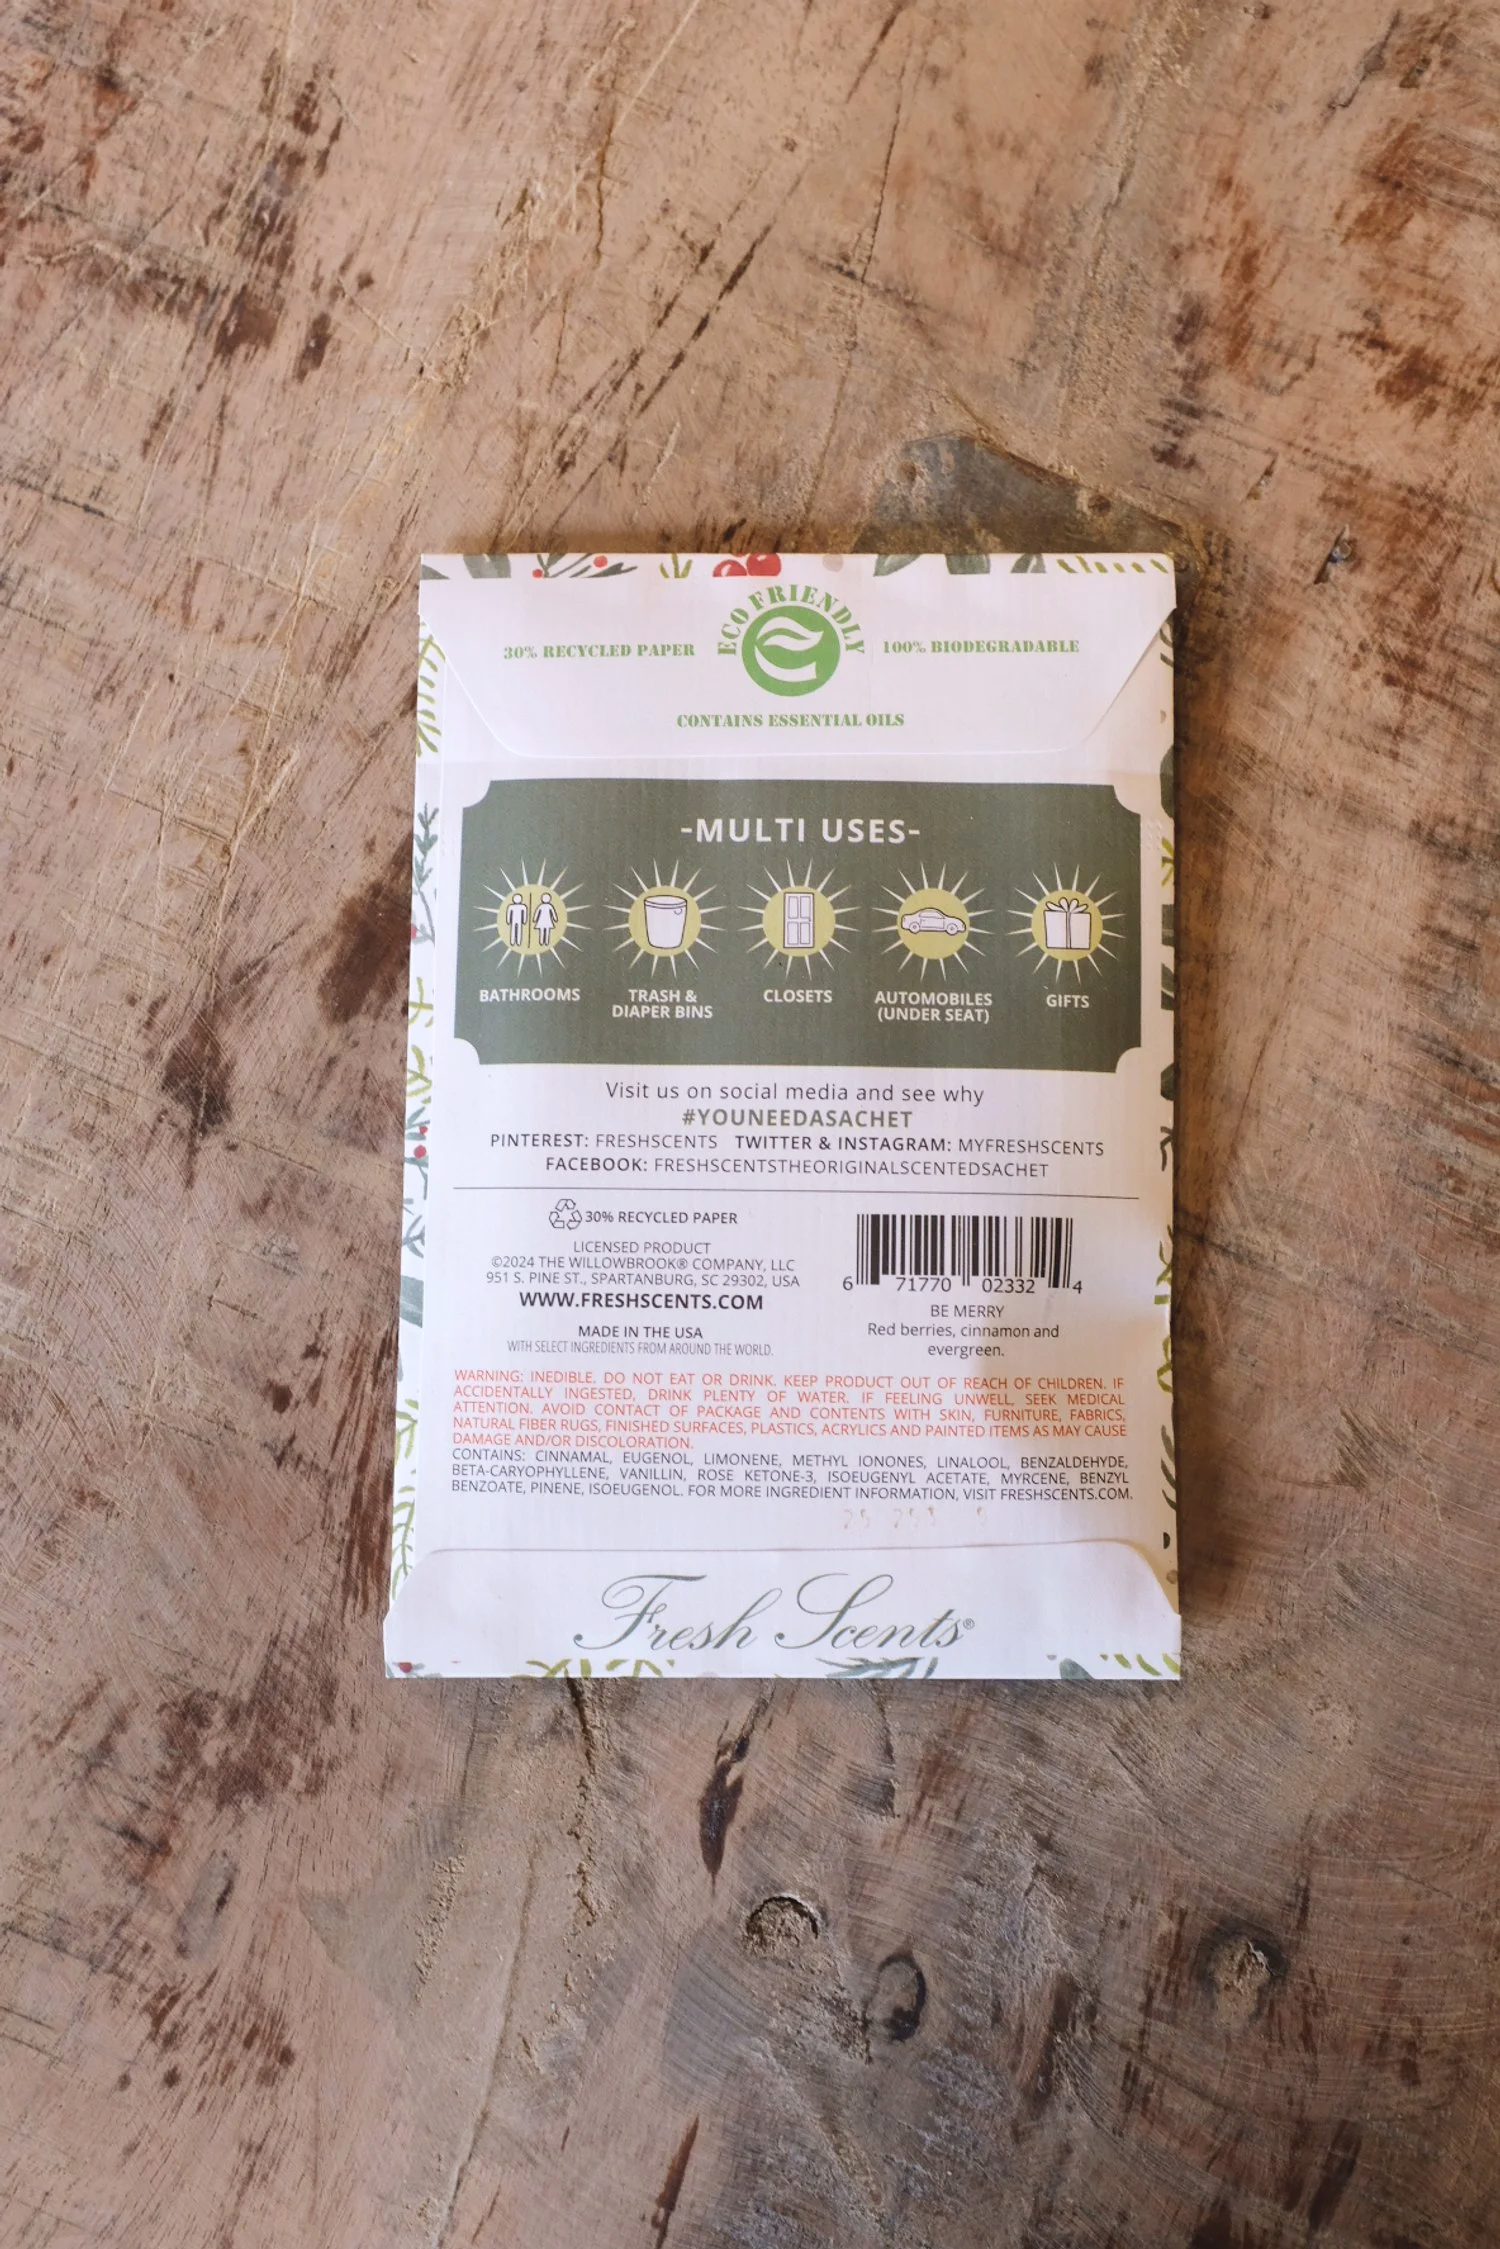 ECO FRIENDLY
30% RECYCLED PAPER
100% BIODEGRADABLE
CONTAINS ESSENTIAL OILS
-MULTI USES-
BATHROOMS
TRASH &
DIAPER BINS
CLOSETS
AUTOMOBILES
(UNDER SEAT)
GIFTS
Visit us on social media and see why
#YOUNEEDASACHET
PINTEREST: FRESHSCENTS TWITTER & INSTAGRAM: MYFRESHSCENTS
FACEBOOK: FRESHSCENTSTHEORIGINALSCENTEDSACHET
30% RECYCLED PAPER
LICENSED PRODUCT
©2024 THE WILLOWBROOK® COMPANY, LLC
951 S. PINE ST., SPARTANBURG, SC 29302, USA
WWW.FRESHSCENTS.COM
MADE IN THE USA
WITH SELECT INGREDIENTS FROM AROUND THE WORLD.
6 71770 02332 4
BE MERRY
Red berries, cinnamon and
evergreen.
WARNING: INEDIBLE, DO NOT EAT OR DRINK. KEEP PRODUCT OUT OF REACH OF CHILDREN. IF
ACCIDENTALLY INGESTED, DRINK PLENTY OF WATER. IF FEELING UNWELL, SEEK MEDICAL
ATTENTION. AVOID CONTACT OF PACKAGE AND CONTENTS WITH SKIN, FURNITURE, FABRICS,
NATURAL FIBER RUGS, FINISHED SURFACES, PLASTICS, ACRYLICS AND PAINTED ITEMS AS MAY CAUSE
DAMAGE AND/OR DISCOLORATION.
CONTAINS: CINNAMAL, EUGENOL, LIMONENE, METHYL IONONES, LINALOOL, BENZALDEHYDE,
BETA-CARYOPHYLLENE, VANILLIN, ROSE KETONE-3, ISOEUGENYL ACETATE, MYRCENE, BENZYL
BENZOATE, PINENE, ISOEUGENOL. FOR MORE INGREDIENT INFORMATION, VISIT FRESHSCENTS.COM.
Fresh Scents®